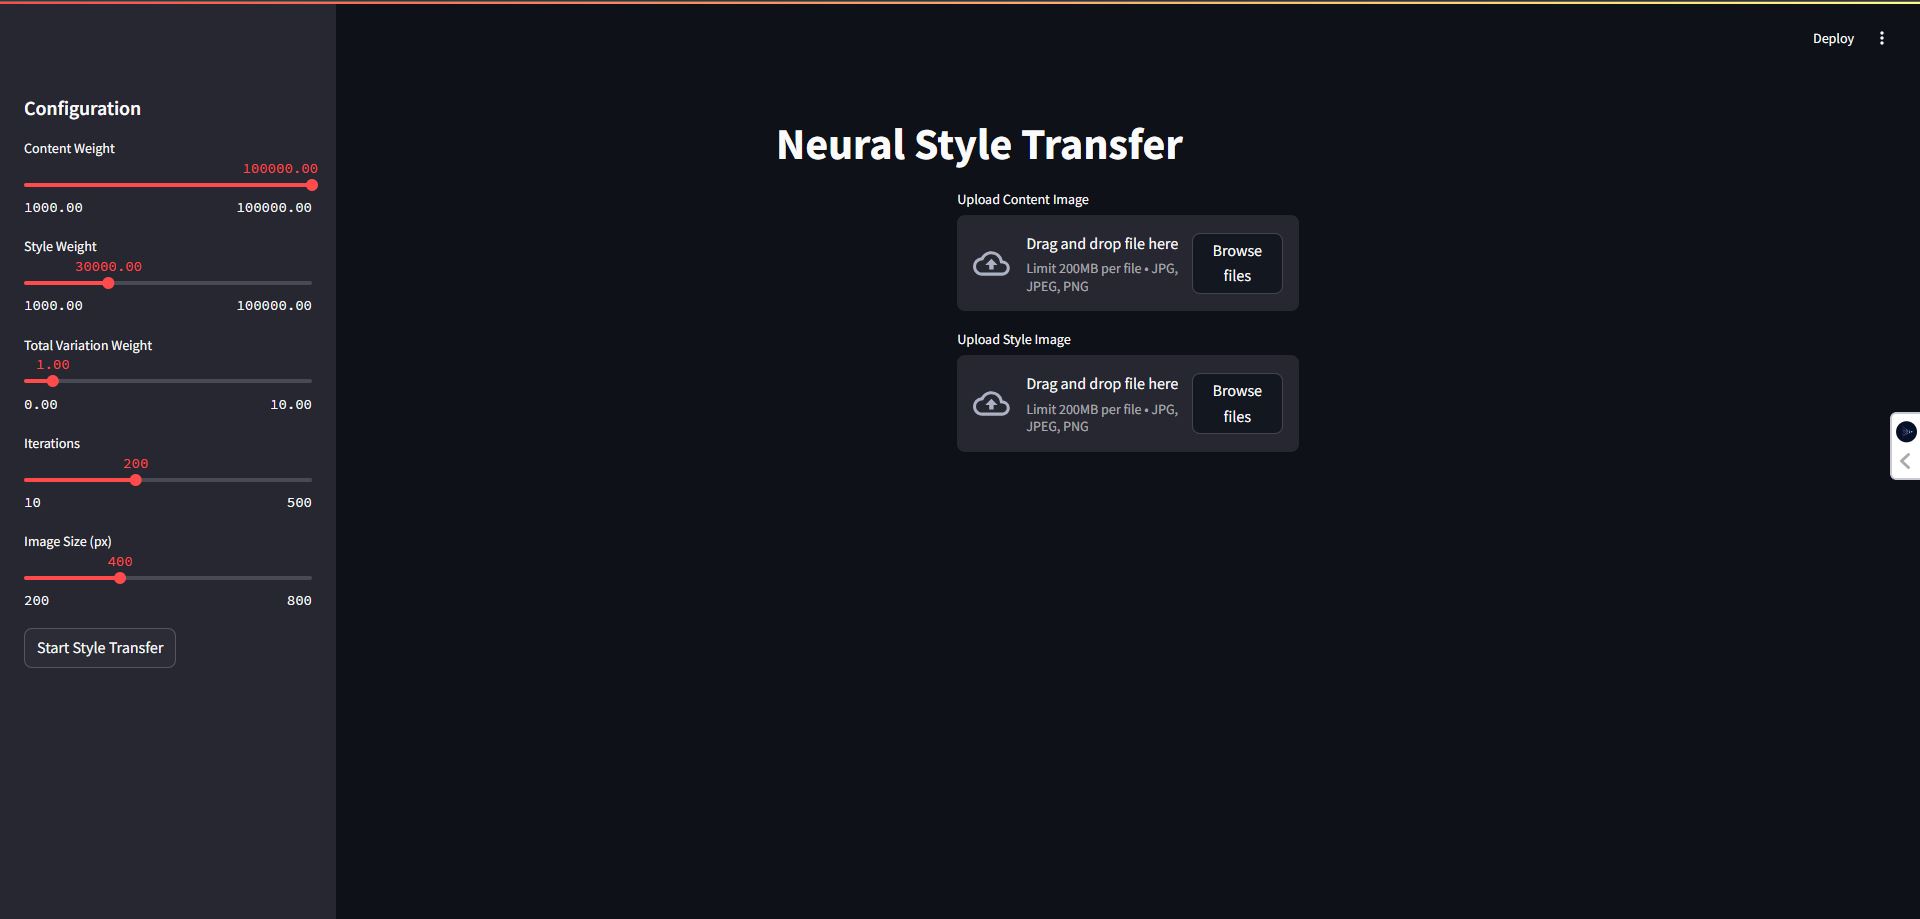 Deploy
Configuration
Content Weight
100000.00
1000.00 100000.00
Style Weight
30000.00
1000.00 100000.00
Total Variation Weight
1.00
0.00 10.00
Iterations
200
10 500
Image Size (px)
400
200 800
Start Style Transfer
Neural Style Transfer
Upload Content Image
Drag and drop file here
Limit 200MB per file • JPG,
JPEG, PNG
Browse
files
Upload Style Image
Drag and drop file here
Limit 200MB per file • JPG,
JPEG, PNG
Browse
files